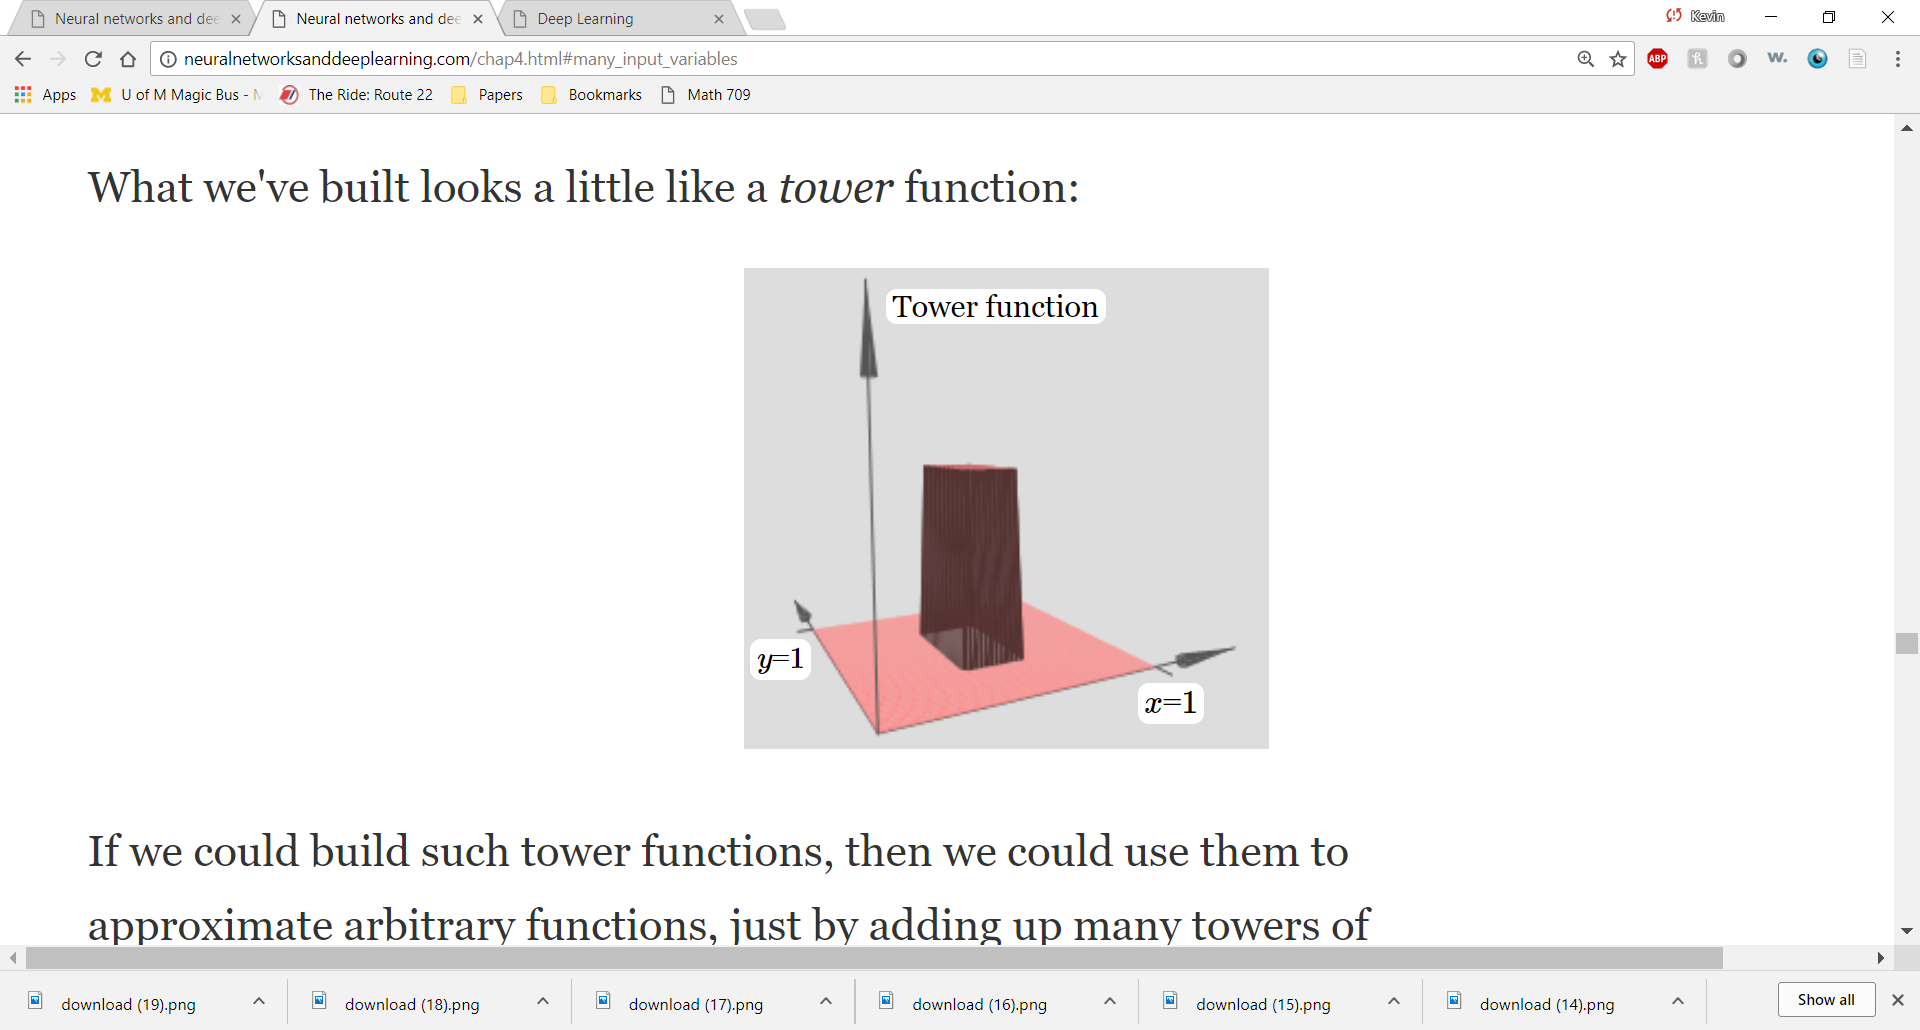 Neural networks and dee
Neural networks and dee
Deep Learning
Kevin
neuralnetworksanddeeplearning.com/chap4.html#many_input_variables
ABP
w.
Apps
U of M Magic Bus - M
The Ride: Route 22
Papers
Bookmarks
Math 709
What we've built looks a little like a tower function:
Tower function
y=1
x=1
If we could build such tower functions, then we could use them to
approximate arbitrary functions, just by adding up many towers of
download (19).png
download (18).png
download (17).png
download (16).png
download (15).png
download (14).png
Show all